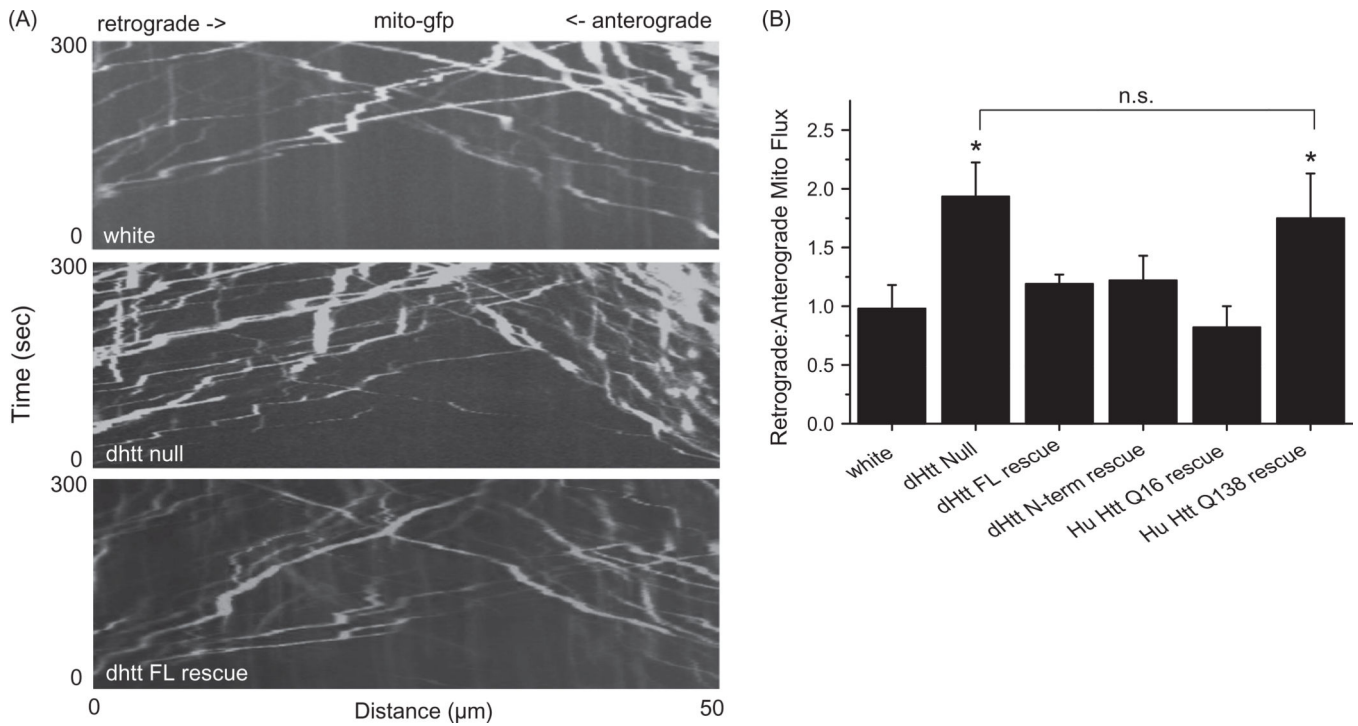 (A)
retrograde -> mito-gfp <- anterograde
300
0
white
300
0
dhtt null
300
0
dhtt FL rescue
Time (sec)
0 50
Distance (µm)
(B)
n.s.
* *
Retrograde:Anterograde Mito Flux
2.5
2.0
1.5
1.0
0.5
0.0
white
dHtt Null
dHtt FL rescue
dHtt N-term rescue
Hu Htt Q16 rescue
Hu Htt Q138 rescue